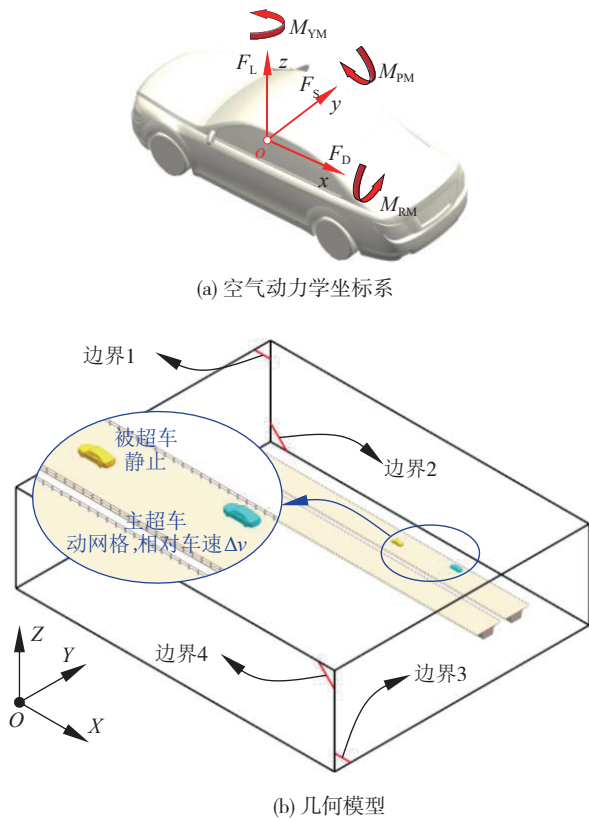 M_YM
F_L
z
M_PM
F_S
y
o
F_D
x
M_RM
(a) 空气动力学坐标系
边界1
被超车
静止
边界2
主超车
动网格,相对车速Δv
边界4
边界3
Z
Y
O
X
(b) 几何模型